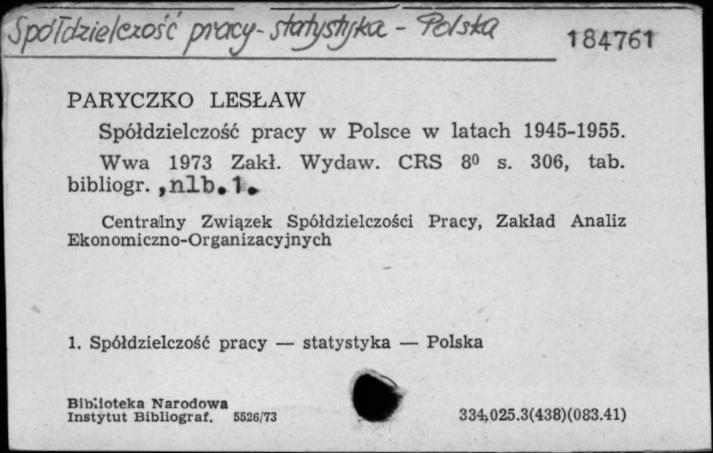 Spółdzielczość pracy - statystyka - Polska
184761
PARYCZKO LESŁAW
Spółdzielczość pracy w Polsce w latach 1945-1955.
Wwa 1973 Zakł. Wydaw. CRS 8⁰ s. 306, tab.
bibliogr. , nlb. 1.
Centralny Związek Spółdzielczości Pracy, Zakład Analiz
Ekonomiczno-Organizacyjnych
1. Spółdzielczość pracy — statystyka — Polska
Biblioteka Narodowa
Instytut Bibliograf. 5526/73
334.025.3(438)(083.41)